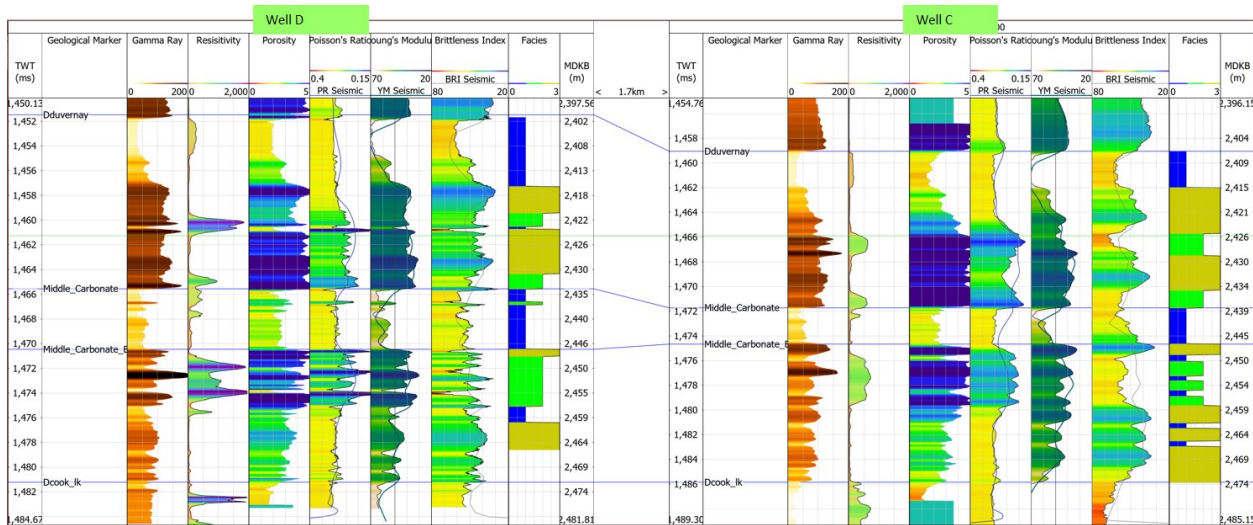 Well D
Well C
00
Geological Marker Gamma Ray Resisitivity Porosity Poisson's Ratio oung's Modulu Brittleness Index Facies
Geological Marker Gamma Ray Resisitivity Porosity Poisson's Ratio oung's Modulu Brittleness Index Facies
TWT (ms)
MDKB (m)
TWT (ms)
MDKB (m)
0.4 0.15 70 20 BRI Seismic
0.4 0.15 70 20 BRI Seismic
0 200 0 2,000 0 5 PR Seismic YM Seismic 80 20 0 3
< 1.7km >
0 200 0 2,000 0 5 PR Seismic YM Seismic 80 20 0 3
1,450.13 2,397.56
1,454.76 2,396.15
Dduvernay
1,452 2,402
1,454 2,408
1,456 2,413
1,458 2,418
1,460 2,422
1,462 2,426
1,464 2,430
Middle_Carbonate
1,466 2,435
1,468 2,440
1,470 2,446
Middle_Carbonate_B
1,472 2,450
1,474 2,455
1,476 2,459
1,478 2,464
1,480 2,469
Dcook_lk
1,482 2,474
1,484.67 2,481.81
1,458 2,404
Dduvernay
1,460 2,409
1,462 2,415
1,464 2,421
1,466 2,426
1,468 2,430
1,470 2,434
Middle_Carbonate
1,472 2,439
1,474 2,445
Middle_Carbonate_B
1,476 2,450
1,478 2,454
1,480 2,459
1,482 2,464
1,484 2,469
Dcook_lk
1,486 2,474
1,489.30 2,485.15